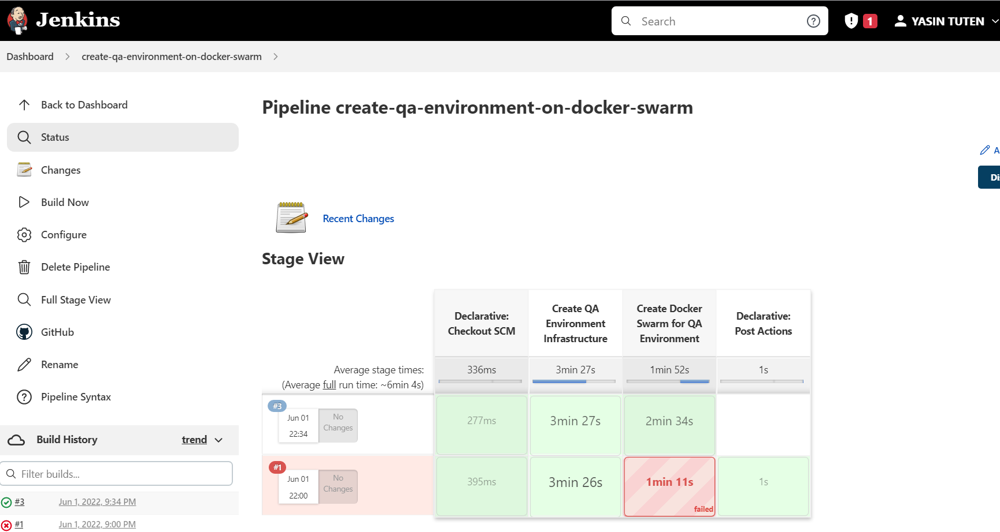 Jenkins
Search
1
YASIN TUTEN
Dashboard
create-qa-environment-on-docker-swarm
Back to Dashboard
Status
Changes
Build Now
Configure
Delete Pipeline
Full Stage View
GitHub
Rename
Pipeline Syntax
Build History
trend
Filter builds...
#3
Jun 1, 2022, 9:34 PM
#1
Jun 1, 2022, 9:00 PM
Pipeline create-qa-environment-on-docker-swarm
A
Di
Recent Changes
Stage View
Declarative:
Checkout SCM
Create QA
Environment
Infrastructure
Create Docker
Swarm for QA
Environment
Declarative:
Post Actions
Average stage times:
(Average full run time: ~6min 4s)
336ms
3min 27s
1min 52s
1s
#3
Jun 01
22:34
No
Changes
277ms
3min 27s
2min 34s
#1
Jun 01
22:00
No
Changes
395ms
3min 26s
1min 11s
failed
1s